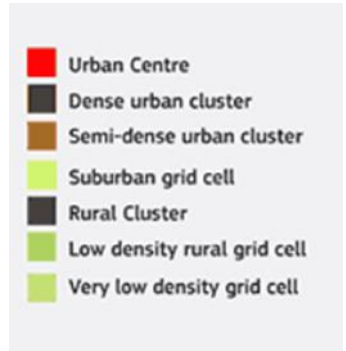 Urban Centre
Dense urban cluster
Semi-dense urban cluster
Suburban grid cell
Rural Cluster
Low density rural grid cell
Very low density grid cell